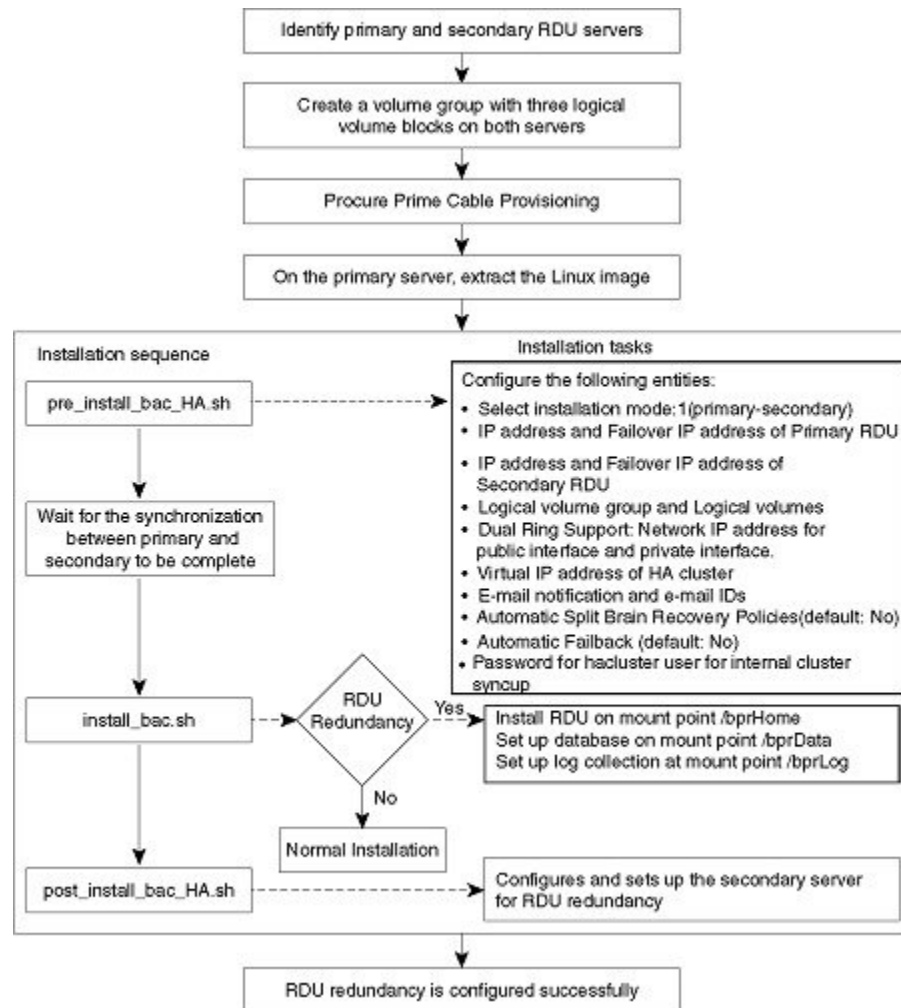 Identify primary and secondary RDU servers
Create a volume group with three logical
volume blocks on both servers
Procure Prime Cable Provisioning
On the primary server, extract the Linux image
Installation sequence
Installation tasks
pre_install_bac_HA.sh
Configure the following entities:
• Select installation mode:1(primary-secondary)
• IP address and Failover IP address of Primary RDU
• IP address and Failover IP address of
Secondary RDU
• Logical volume group and Logical volumes
• Dual Ring Support: Network IP address for
public interface and private interface.
• Virtual IP address of HA cluster
• E-mail notification and e-mail IDs
• Automatic Split Brain Recovery Policies(default: No)
• Automatic Failback (default: No)
• Password for hacluster user for internal cluster
syncup
Wait for the synchronization
between primary and
secondary to be complete
install_bac.sh
RDU
Redundancy
Yes
Install RDU on mount point /bprHome
Set up database on mount point /bprData
Set up log collection at mount point /bprLog
No
Normal Installation
post_install_bac_HA.sh
Configures and sets up the secondary server
for RDU redundancy
RDU redundancy is configured successfully